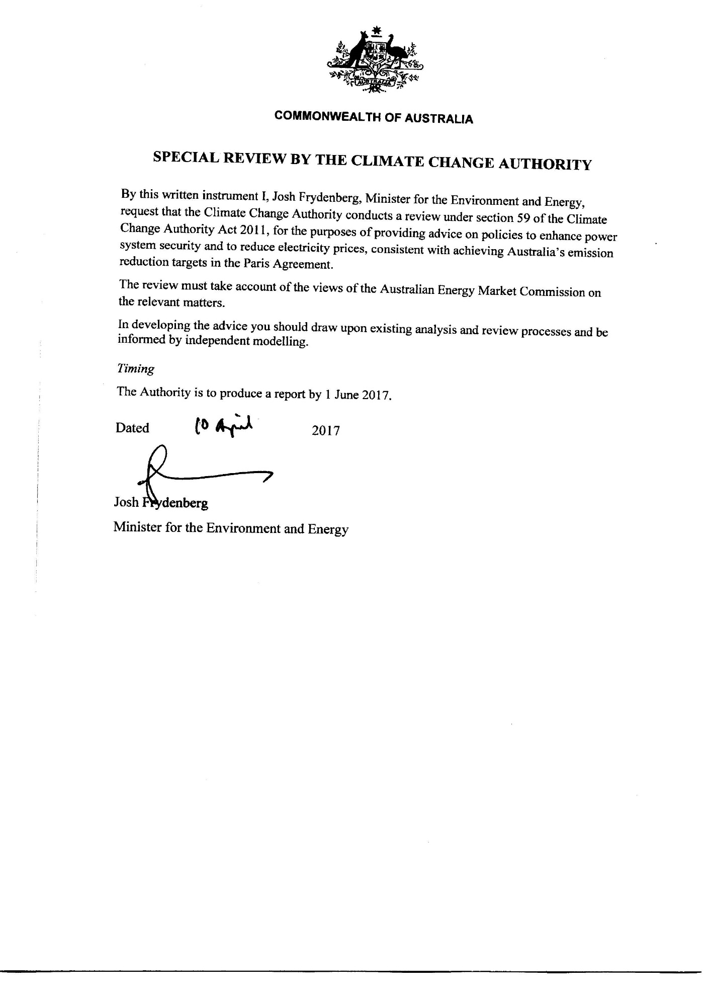 AUSTRALIA
COMMONWEALTH OF AUSTRALIA
SPECIAL REVIEW BY THE CLIMATE CHANGE AUTHORITY
By this written instrument I, Josh Frydenberg, Minister for the Environment and Energy,
request that the Climate Change Authority conducts a review under section 59 of the Climate
Change Authority Act 2011, for the purposes of providing advice on policies to enhance power
system security and to reduce electricity prices, consistent with achieving Australia's emission
reduction targets in the Paris Agreement.
The review must take account of the views of the Australian Energy Market Commission on
the relevant matters.
In developing the advice you should draw upon existing analysis and review processes and be
informed by independent modelling.
Timing
The Authority is to produce a report by 1 June 2017.
Dated 10 April 2017
Josh Frydenberg
Minister for the Environment and Energy